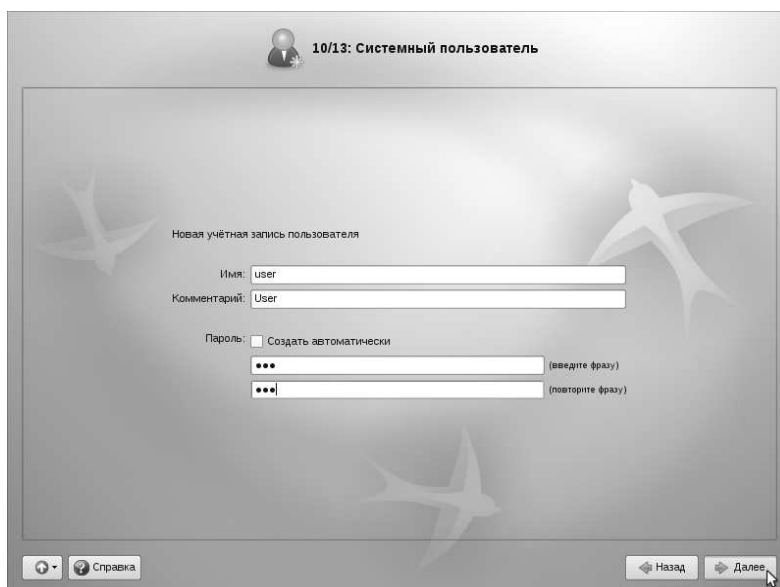 10/13: Системный пользователь
Новая учётная запись пользователя
Имя: user
Комментарий: User
Пароль: Создать автоматически
••• (введите фразу)
••• (повторите фразу)
Справка Назад Далее